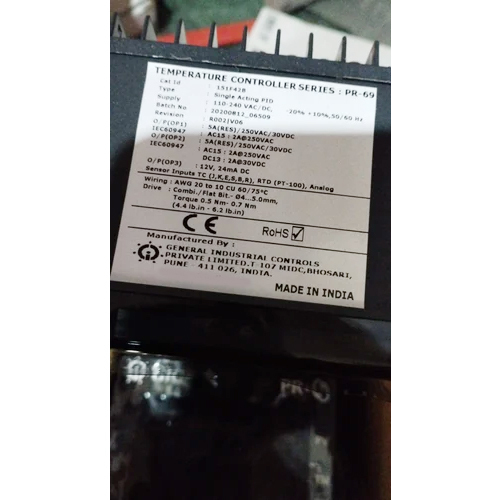 TEMPERATURE CONTROLLER SERIES : PR-69
Cat Id : 151F42B
Type : Single Acting PID
Supply : 110-240 VAC/DC, -20% +10%,50/60 Hz
Batch No : 20200812_06509
Revision : R002JV06
O/P(OP1) : 5A(RES)/250VAC/30VDC
IEC60947 : AC15 : 2A@250VAC
O/P(OP2) : 5A(RES)/250VAC/30VDC
IEC60947 : AC15 : 2A@250VAC
DC13 : 2A@30VDC
O/P(OP3) : 12V, 24mA DC
Sensor Inputs TC (J,K,E,S,B,R), RTD (PT-100), Analog
Wiring : AWG 20 to 10 CU 60/75°C
Drive : Combi./Flat Bit- Ø4...5.0mm,
Torque 0.5 Nm- 0.7 Nm
(4.4 lb.in - 6.2 lb.in)
CE RoHS
Manufactured By :
GENERAL INDUSTRIAL CONTROLS
PRIVATE LIMITED.T 107 MIDC,BHOSARI,
PUNE 411 026, INDIA.
MADE IN INDIA